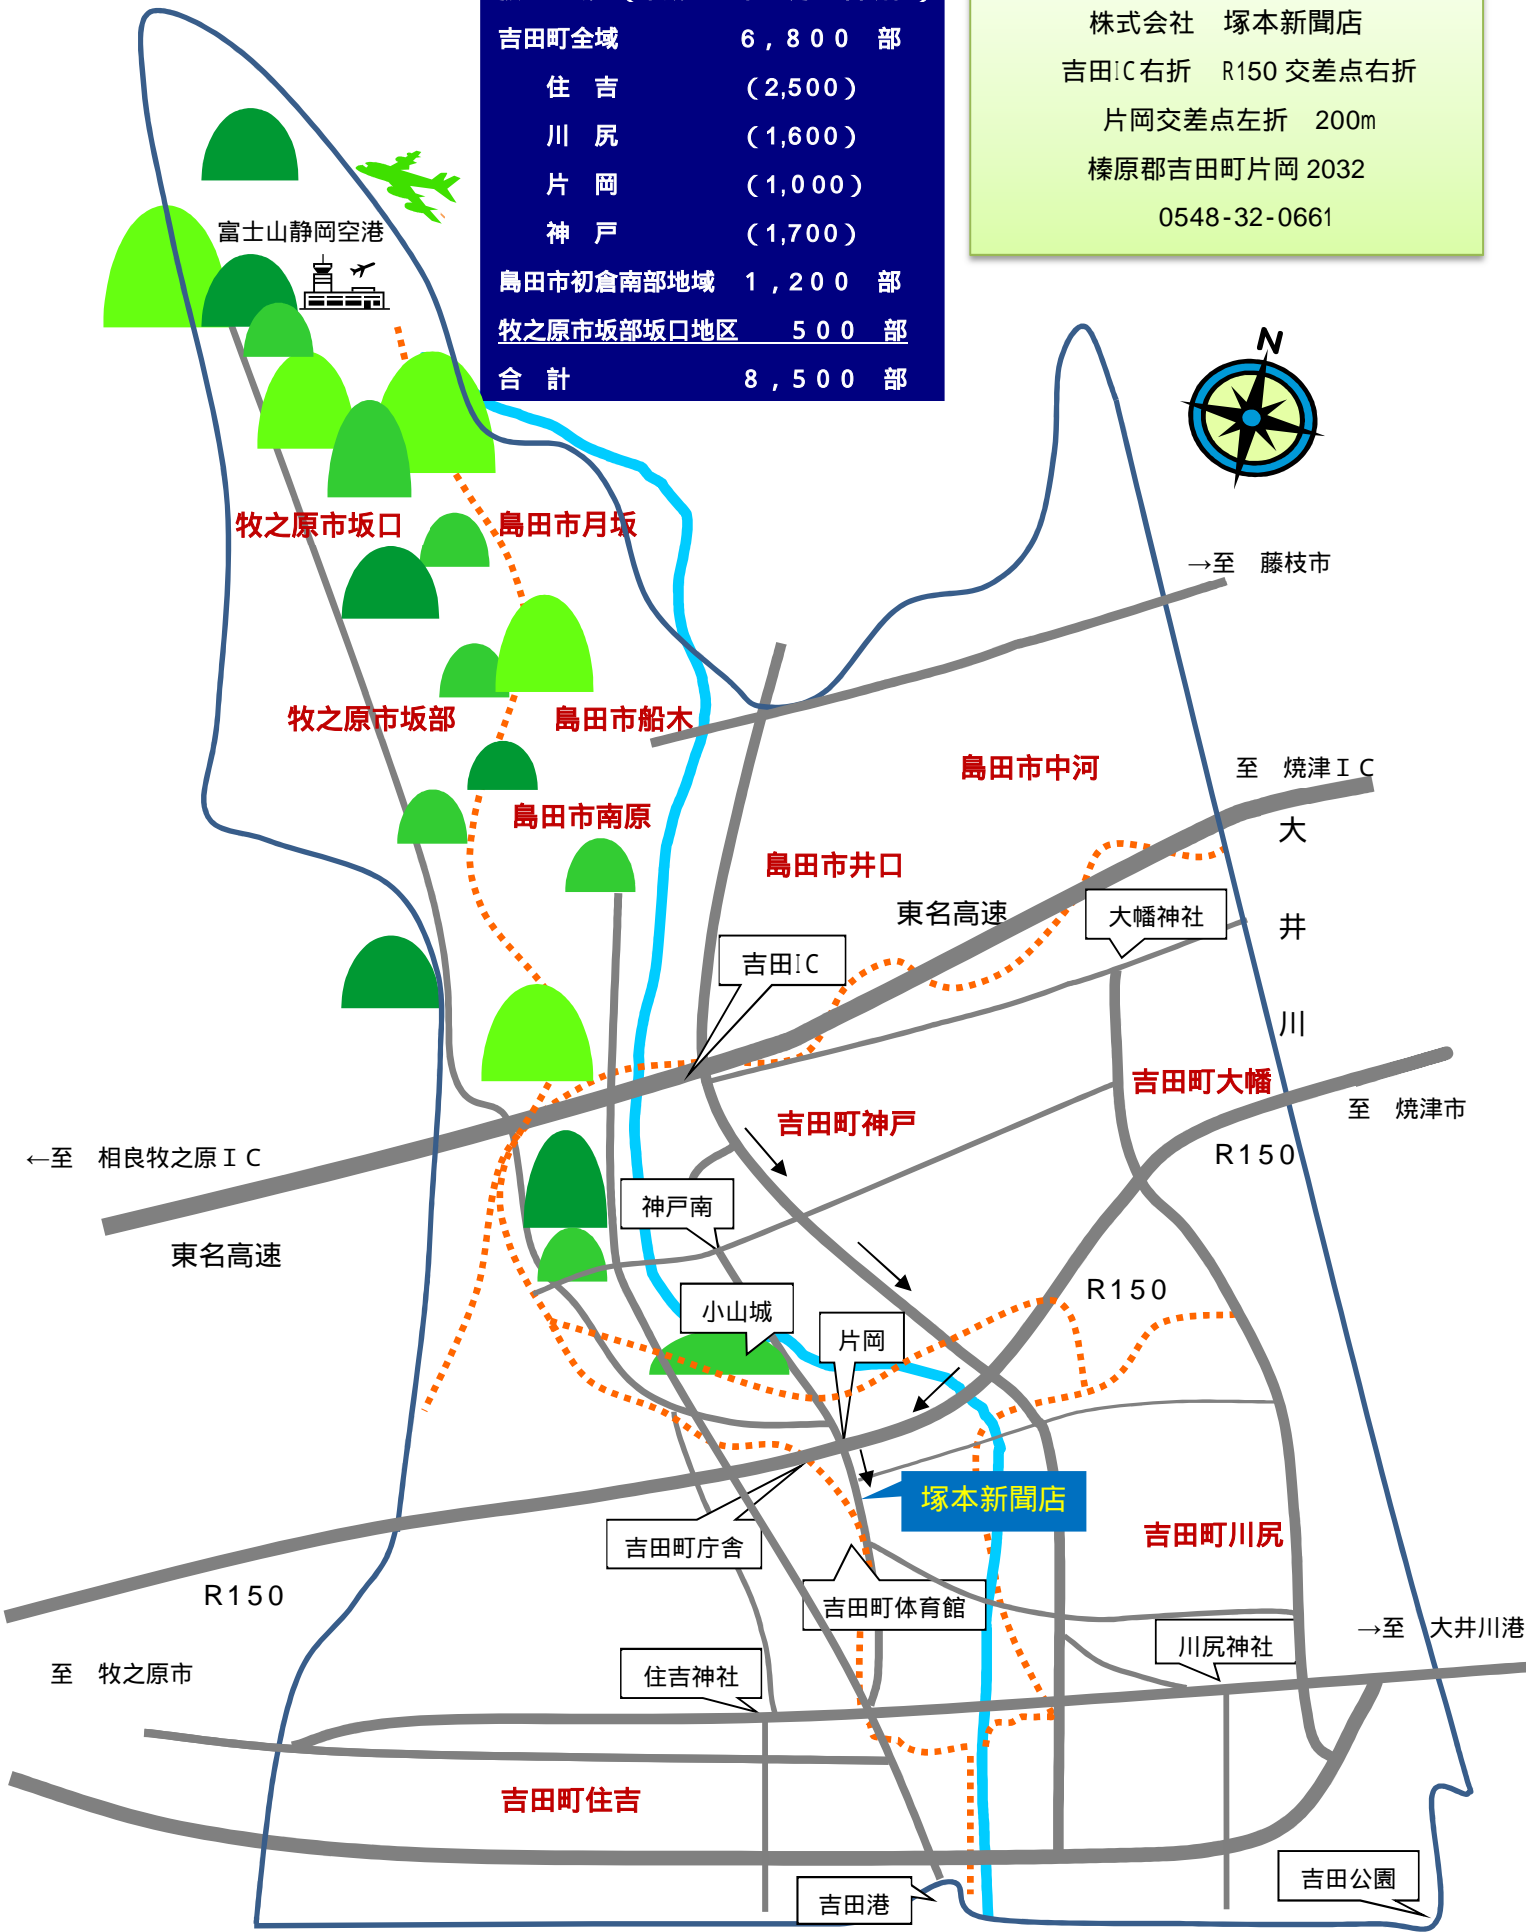 吉田町全域 6,800 部
住 吉 (2,500)
川 尻 (1,600)
片 岡 (1,000)
神 戸 (1,700)
島田市初倉南部地域 1,200 部
牧之原市坂部坂口地区 500 部
合 計 8,500 部
株式会社 塚本新聞店
吉田IC右折 R150交差点右折
片岡交差点左折 200m
榛原郡吉田町片岡2032
0548-32-0661
富士山静岡空港
N
牧之原市坂口
島田市月坂
→至 藤枝市
牧之原市坂部
島田市船木
島田市中河
至 焼津IC
島田市南原
大井川
島田市井口
東名高速
大幡神社
吉田IC
吉田町大幡
至 焼津市
吉田町神戸
R150
←至 相良牧之原IC
神戸南
東名高速
R150
小山城
片岡
塚本新聞店
吉田町川尻
吉田町庁舎
R150
吉田町体育館
→至 大井川港
川尻神社
至 牧之原市
住吉神社
吉田町住吉
吉田公園
吉田港